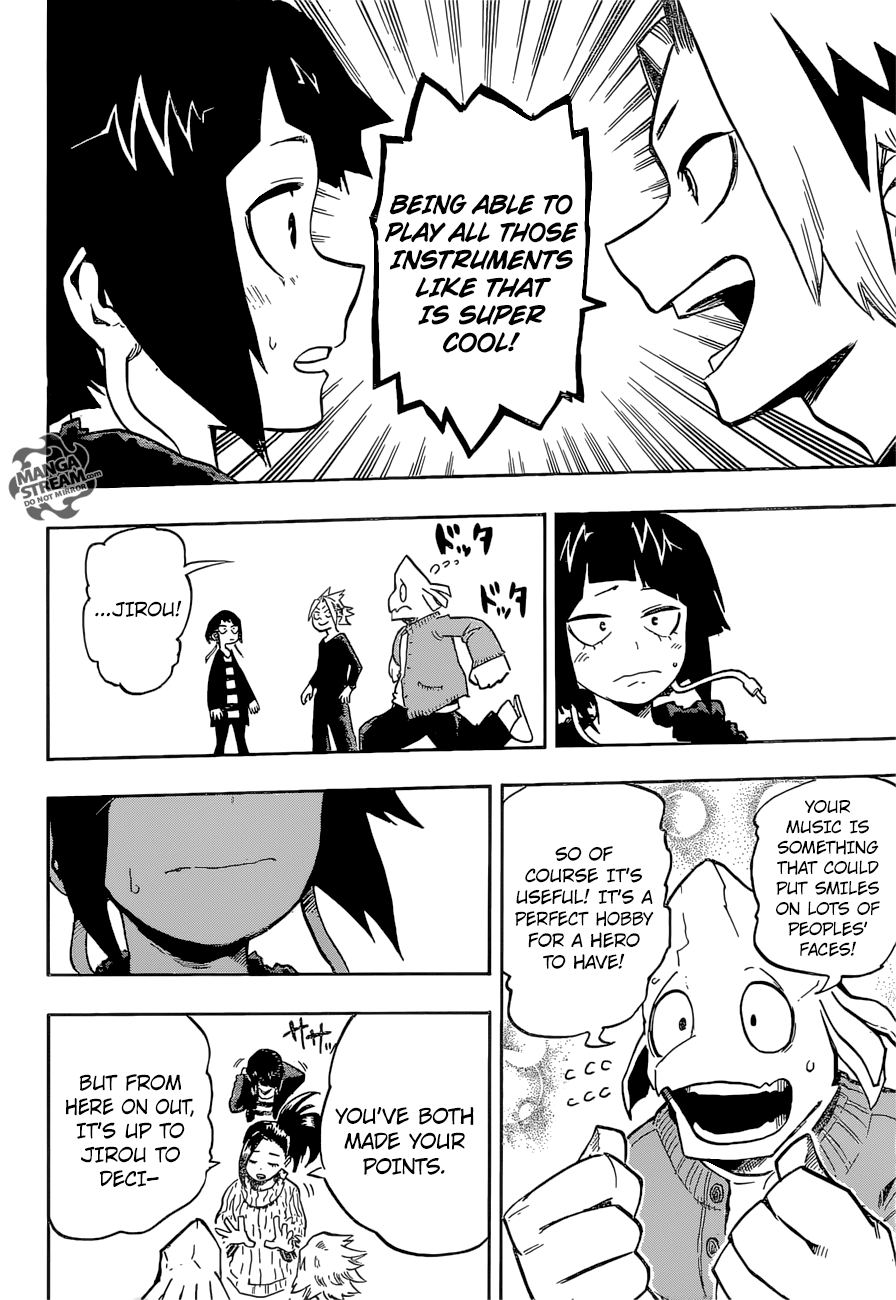 BEING ABLE TO
PLAY ALL THOSE
INSTRUMENTS
LIKE THAT
IS SUPER
COOL!
MANGA
STREAM.com
DO NOT MIRROR
ドッタ
ドッタ
...JIROU!
YOUR
MUSIC IS
SOMETHING
THAT COULD
PUT SMILES
ON LOTS OF
PEOPLES'
FACES!
SO OF
COURSE IT'S
USEFUL! IT'S A
PERFECT HOBBY
FOR A HERO
TO HAVE!
YOU'VE BOTH
MADE YOUR
POINTS.
ササ
BUT FROM
HERE ON OUT,
IT'S UP TO
JIROU TO
DECI-